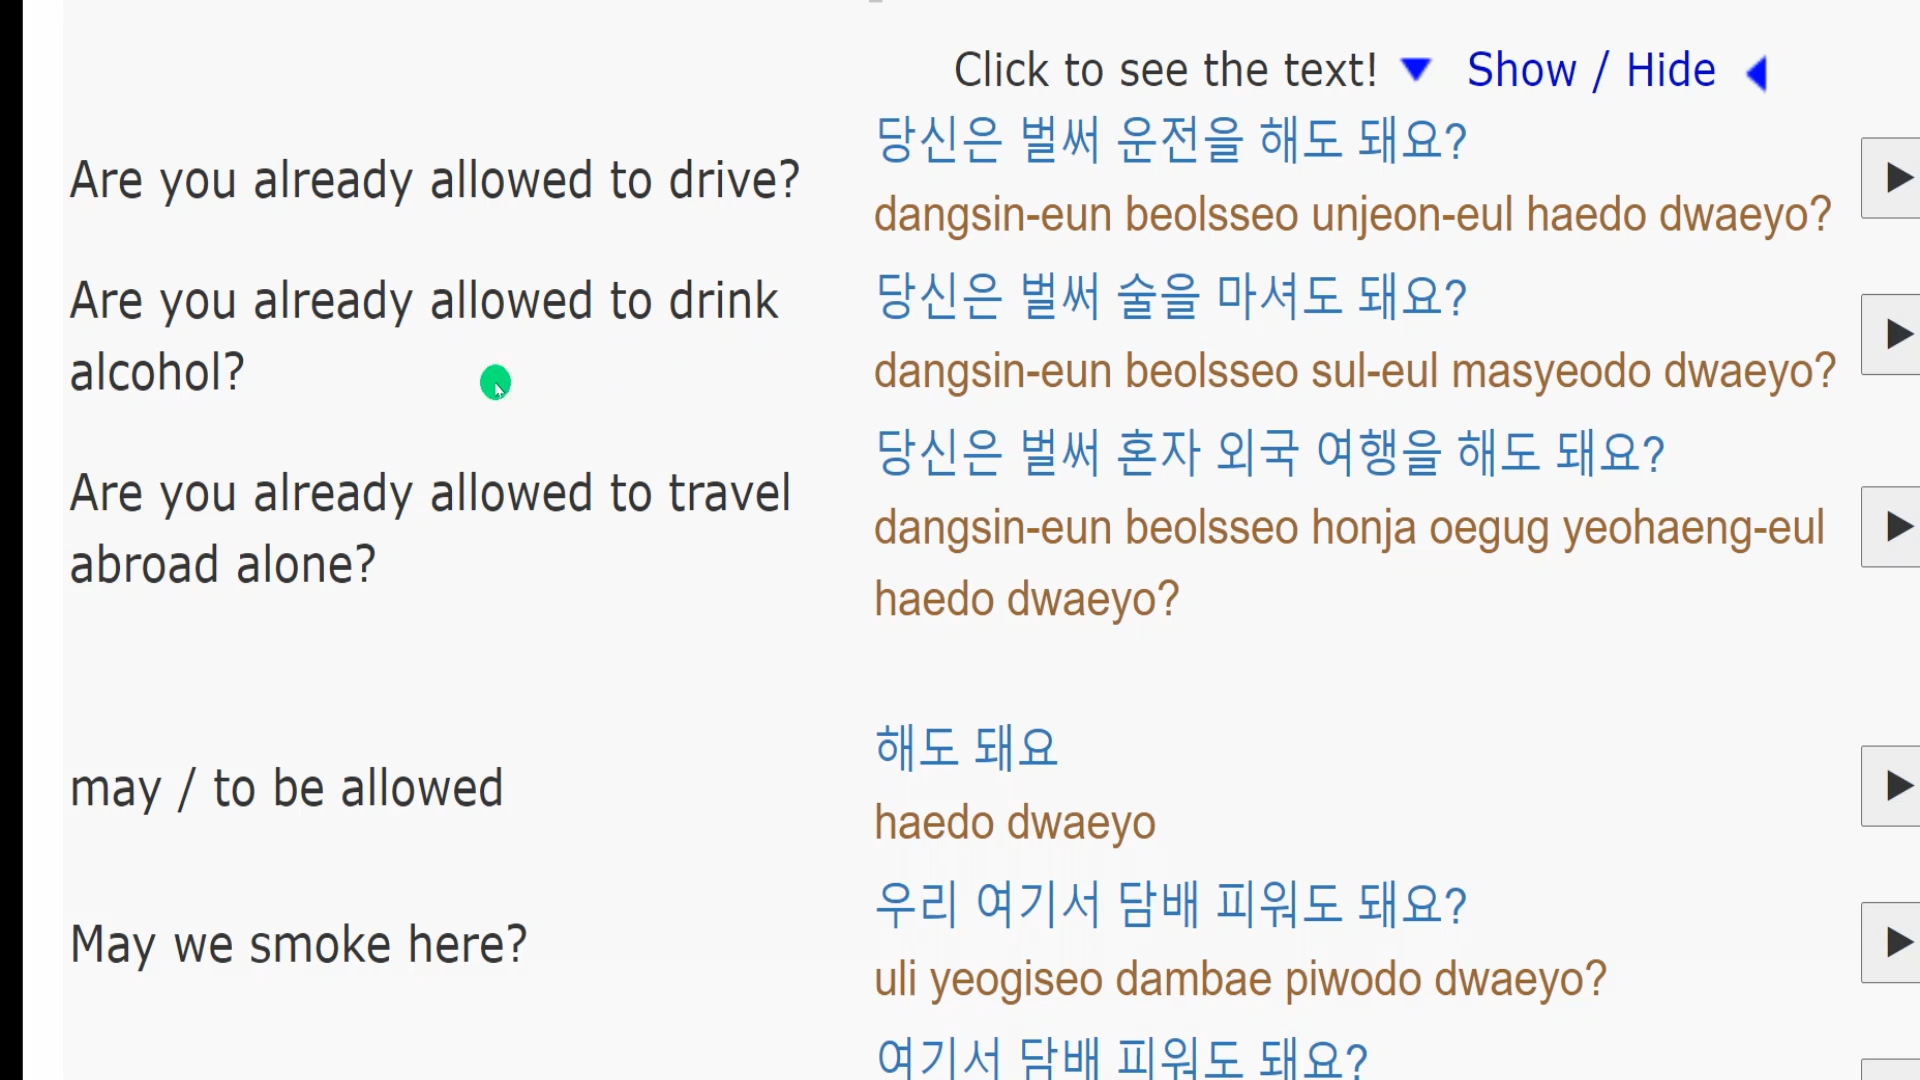 Click to see the text! Show / Hide
Are you already allowed to drive?
당신은 벌써 운전을 해도 돼요?
dangsin-eun beolsseo unjeon-eul haedo dwaeyo?
Are you already allowed to drink
alcohol?
당신은 벌써 술을 마셔도 돼요?
dangsin-eun beolsseo sul-eul masyeodo dwaeyo?
Are you already allowed to travel
abroad alone?
당신은 벌써 혼자 외국 여행을 해도 돼요?
dangsin-eun beolsseo honja oegug yeohaeng-eul
haedo dwaeyo?
may / to be allowed
해도 돼요
haedo dwaeyo
May we smoke here?
우리 여기서 담배 피워도 돼요?
uli yeogiseo dambae piwodo dwaeyo?
여기서 담배 피워도 돼요?